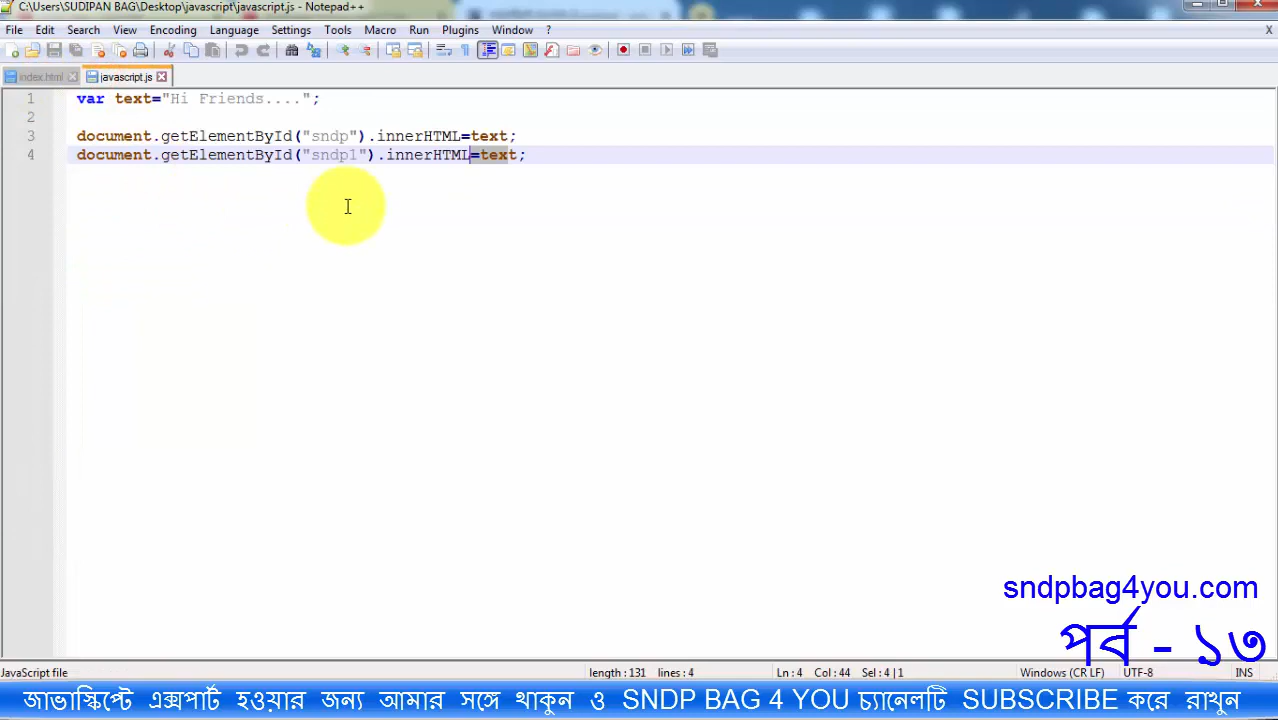 C:\Users\SUDIPAN BAG\Desktop\javascript\javascript.js - Notepad++
File Edit Search View Encoding Language Settings Tools Macro Run Plugins Window ? X
index.html javascript.js
1 var text="Hi Friends....";
2
3 document.getElementById("sndp").innerHTML=text;
4 document.getElementById("sndp1").innerHTML=text;
sndpbag4you.com
পর্ব - ১৩
JavaScript file length : 131 lines : 4 Ln : 4 Col : 44 Sel : 4 | 1 Windows (CR LF) UTF-8 INS
জাভাস্কিপ্টে এক্সপার্ট হওয়ার জন্য আমার সঙ্গে থাকুন ও SNDP BAG 4 YOU চ্যানেলটি SUBSCRIBE করে রাখুন